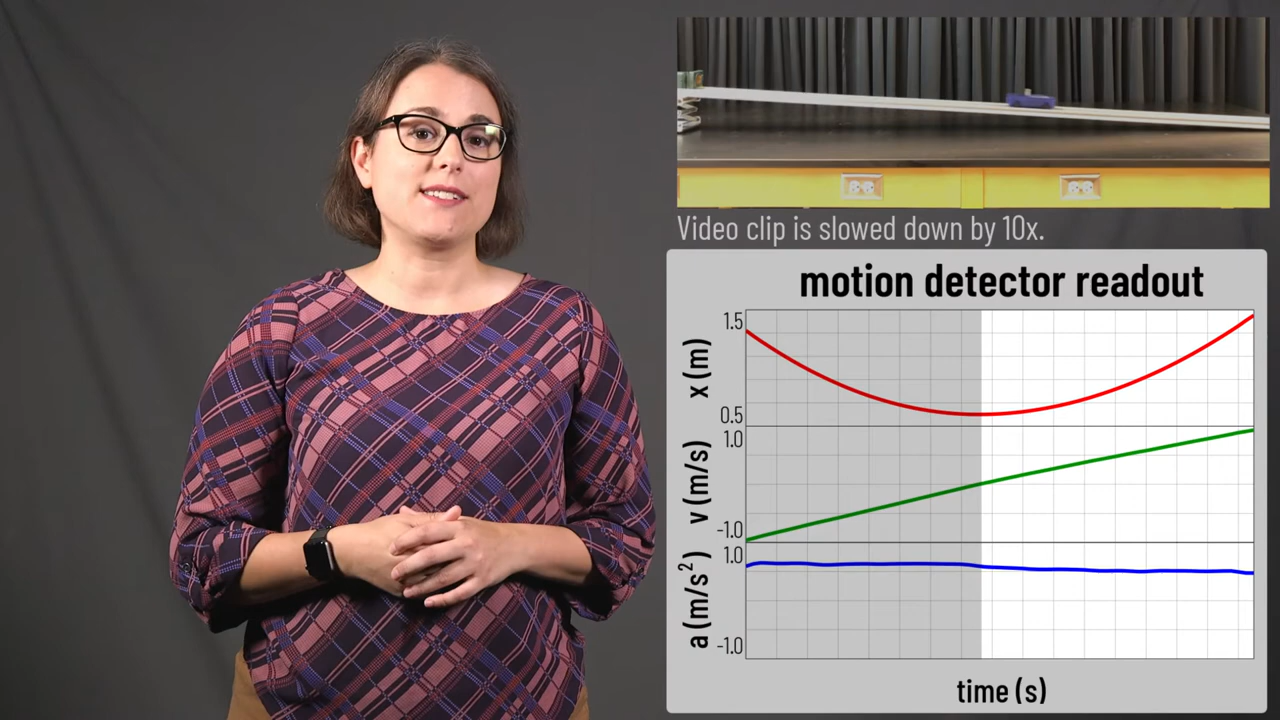 Video clip is slowed down by 10x.
motion detector readout
1.5
x (m)
0.5
1.0
v (m/s)
-1.0
1.0
a (m/s²)
-1.0
time (s)